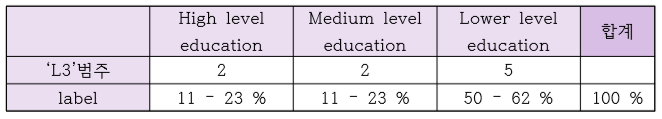 High level education Medium level education Lower level education 합계
‘L3’범주 2 2 5
label 11 - 23 % 11 - 23 % 50 - 62 % 100 %